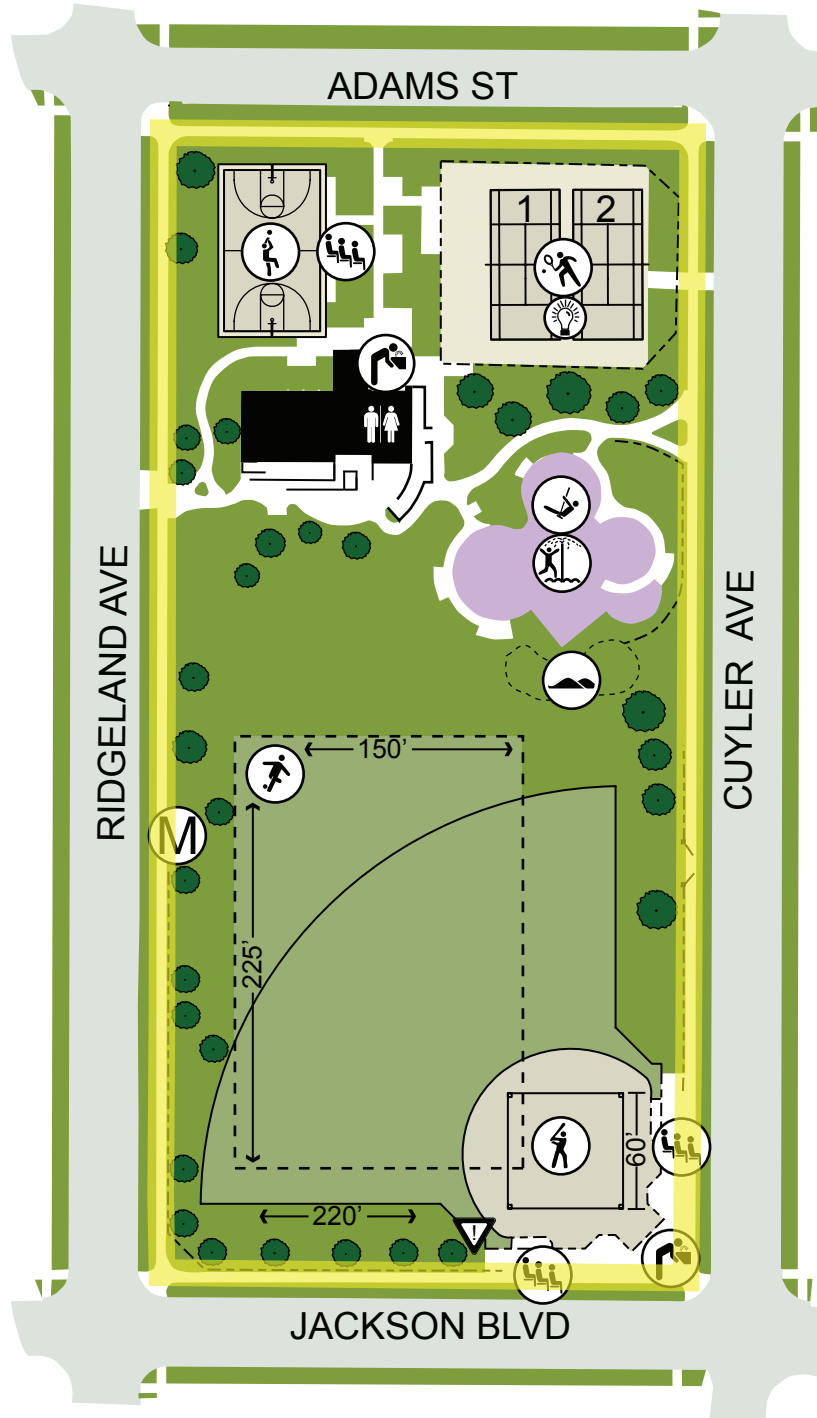 ADAMS ST
1 2
RIDGELAND AVE
CUYLER AVE
150'
M
225'
60'
220'
!
JACKSON BLVD